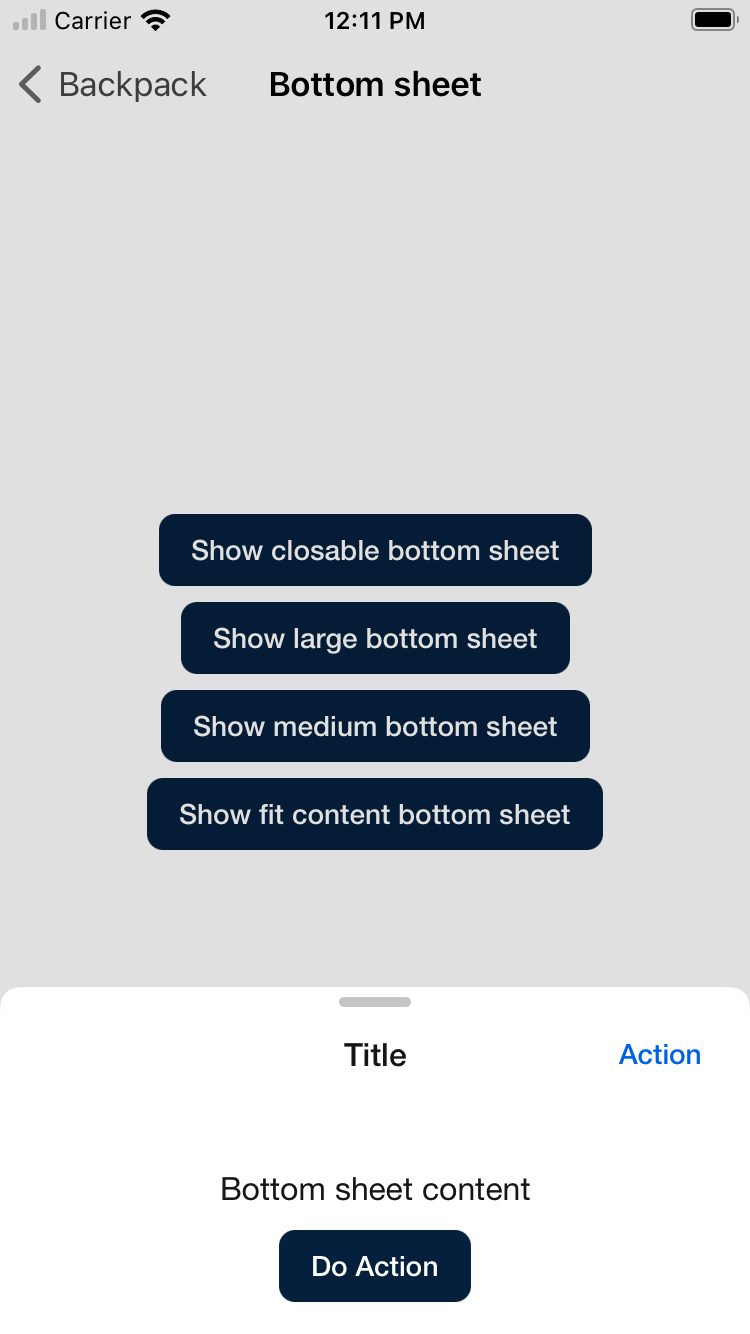 Carrier 12:11 PM
Backpack Bottom sheet
Show closable bottom sheet
Show large bottom sheet
Show medium bottom sheet
Show fit content bottom sheet
Title Action
Bottom sheet content
Do Action